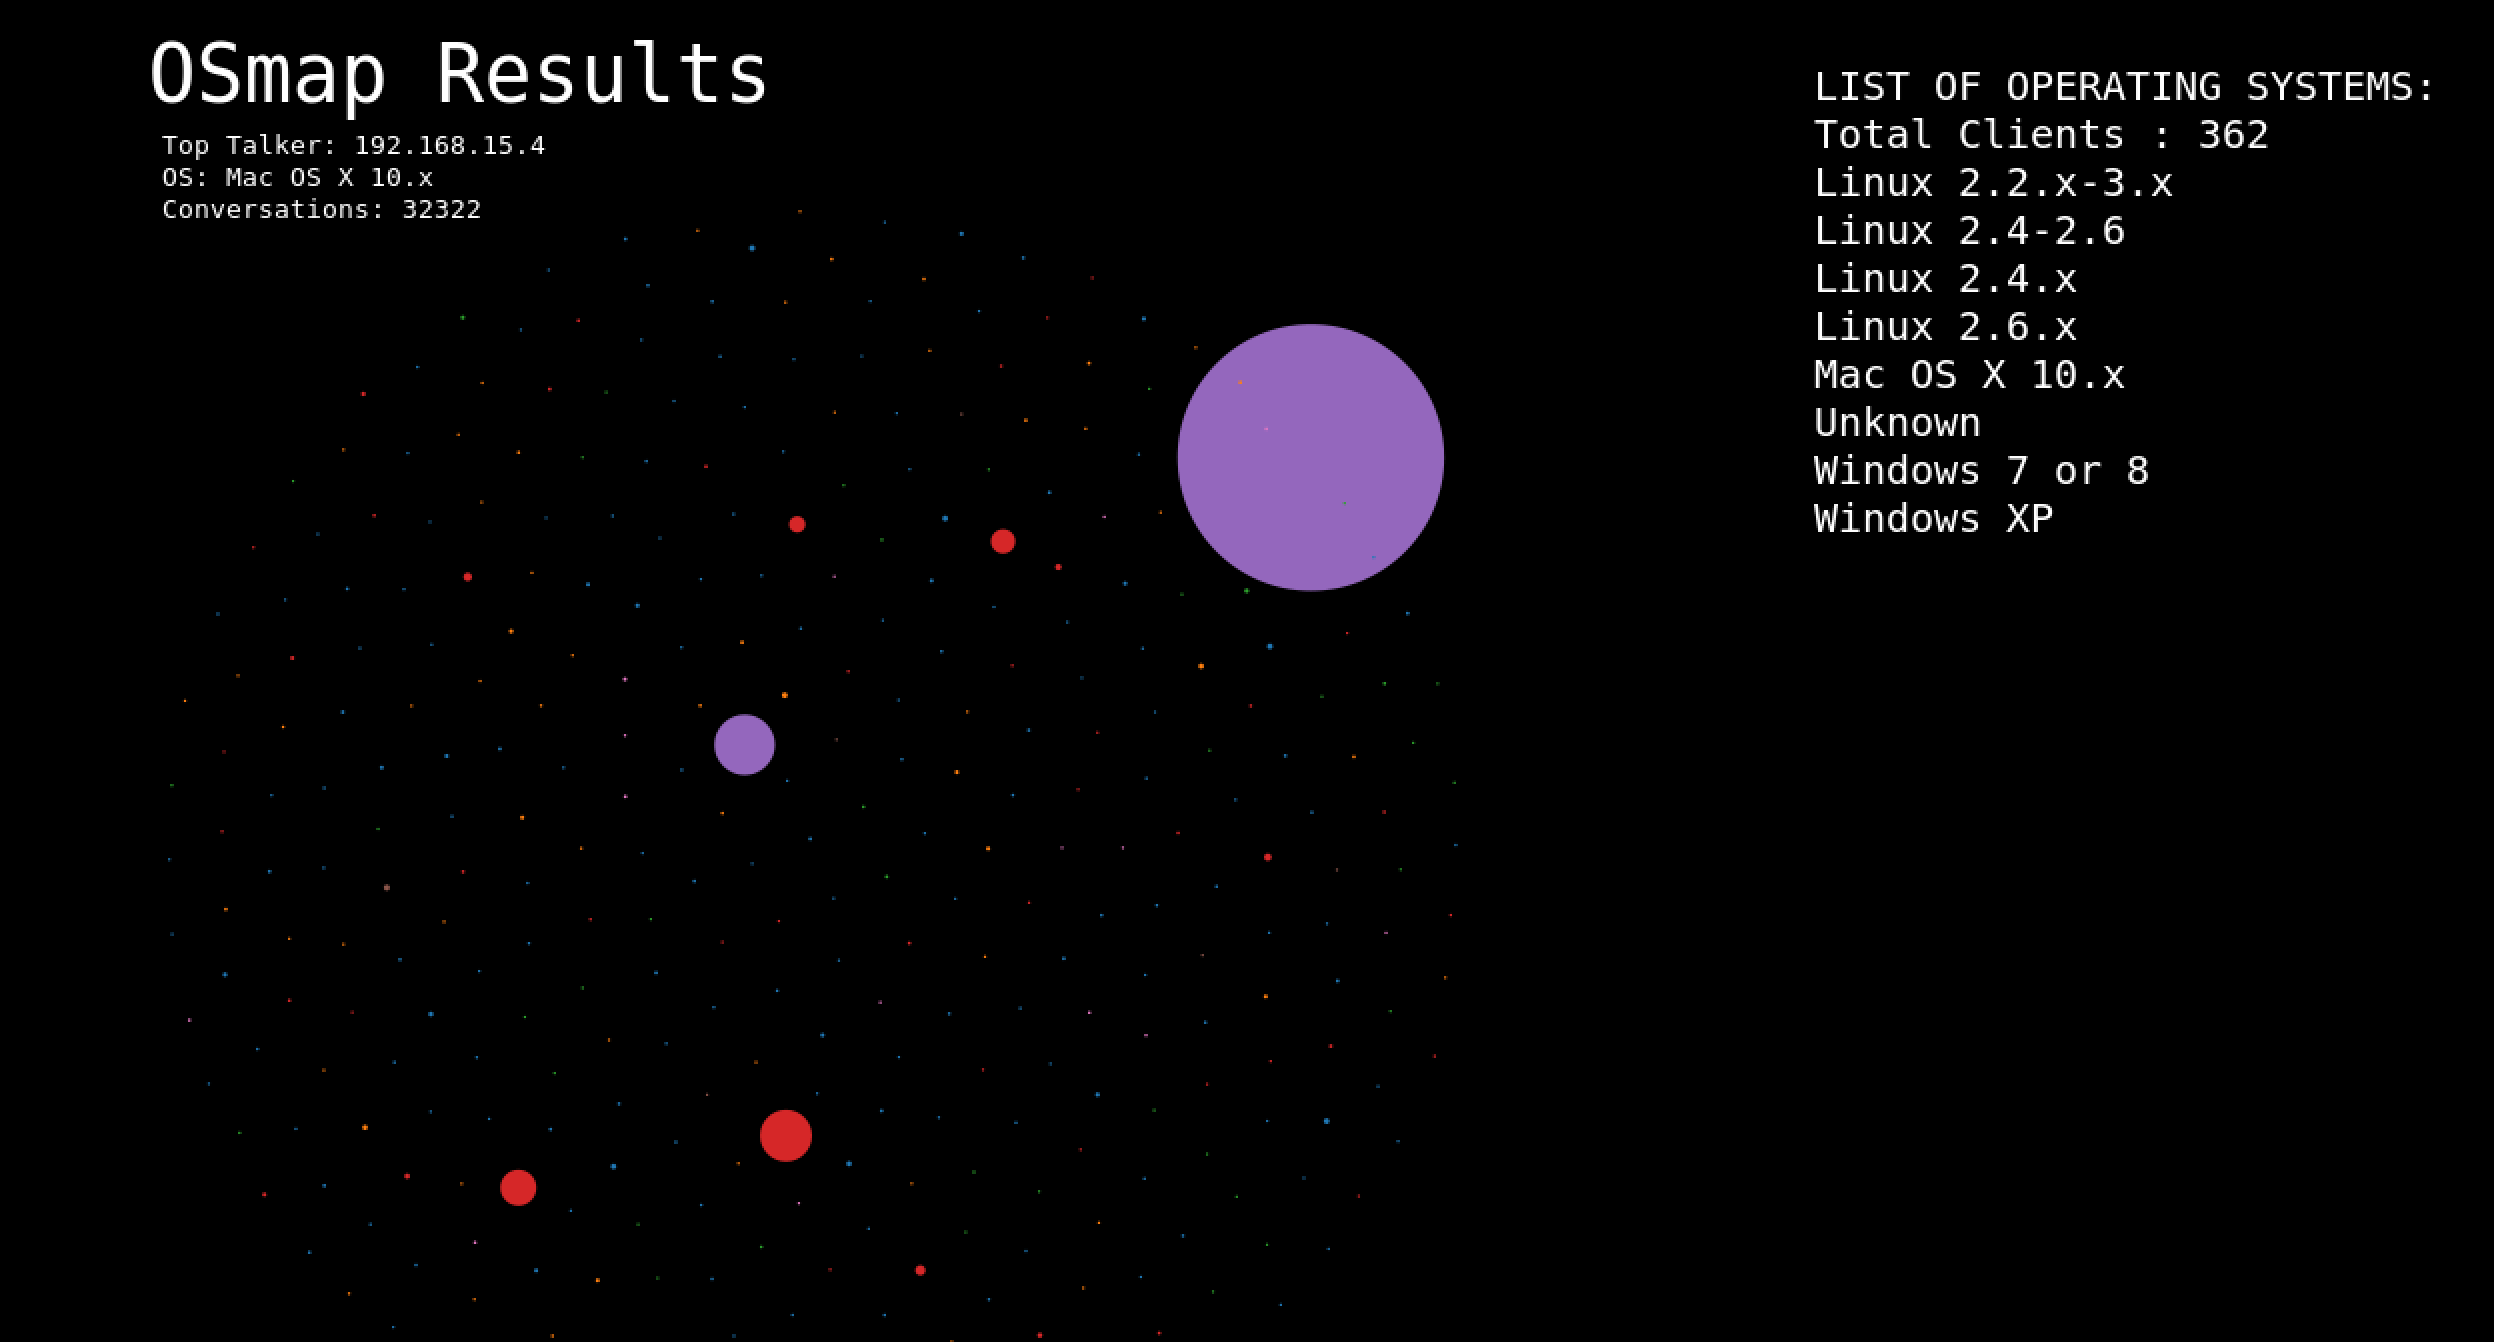 OSmap Results
Top Talker: 192.168.15.4
OS: Mac OS X 10.x
Conversations: 32322
LIST OF OPERATING SYSTEMS:
Total Clients : 362
Linux 2.2.x-3.x
Linux 2.4-2.6
Linux 2.4.x
Linux 2.6.x
Mac OS X 10.x
Unknown
Windows 7 or 8
Windows XP